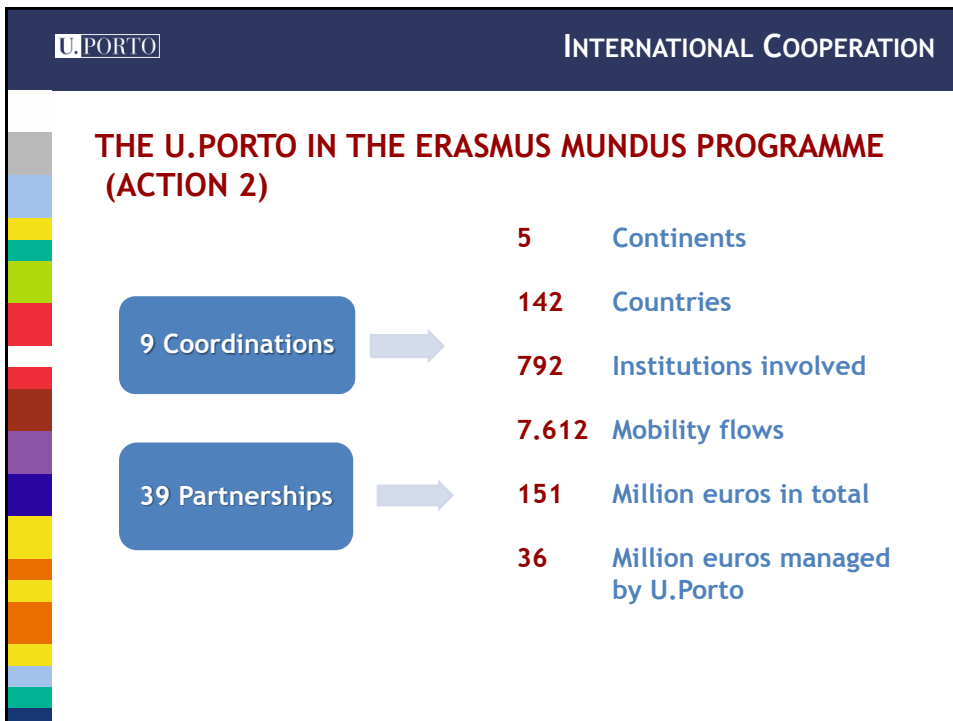 U.PORTO
INTERNATIONAL COOPERATION
THE U.PORTO IN THE ERASMUS MUNDUS PROGRAMME
(ACTION 2)
9 Coordinations
39 Partnerships
5 Continents
142 Countries
792 Institutions involved
7.612 Mobility flows
151 Million euros in total
36 Million euros managed
by U.Porto